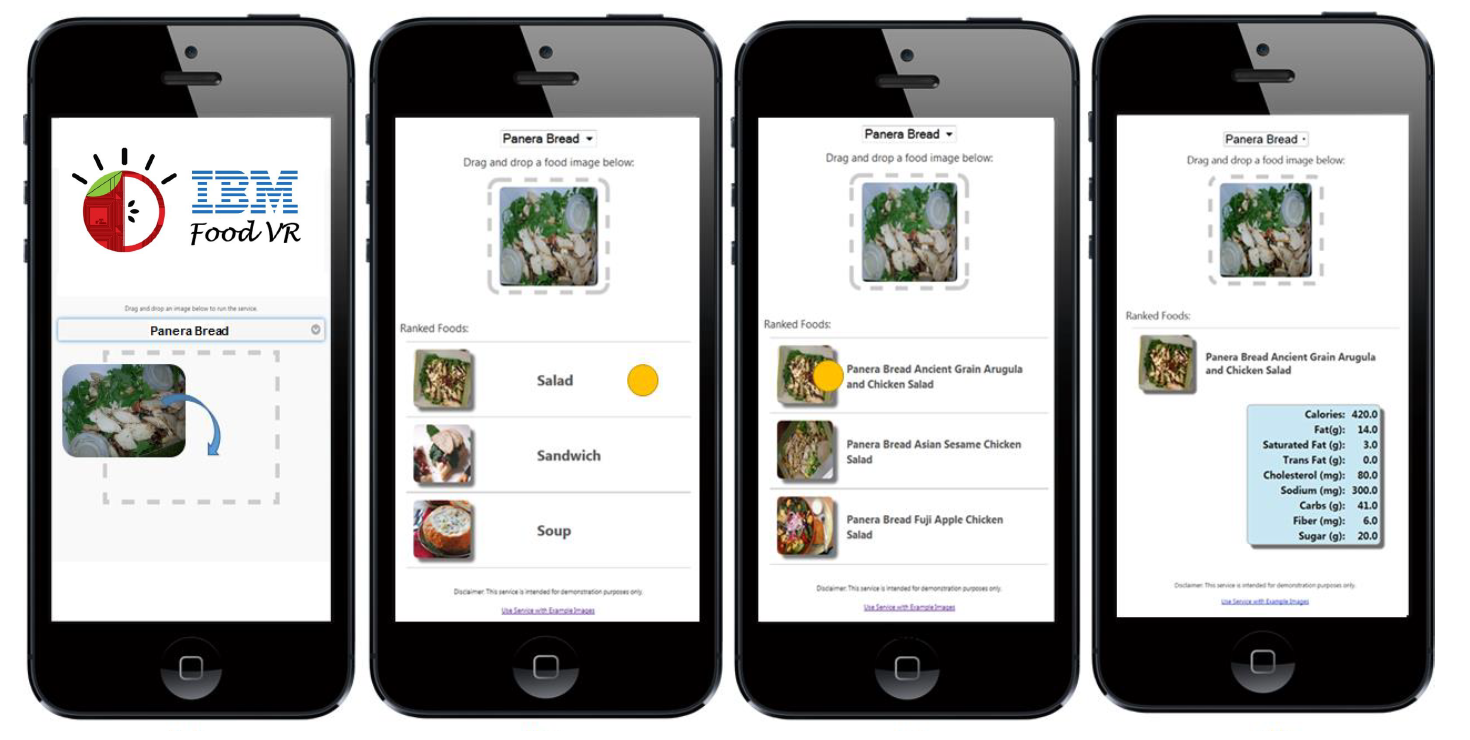 IBM
Food VR
Drag and drop an image below to run the service.
Panera Bread
Panera Bread
Drag and drop a food image below:
Ranked Foods:
Salad
Sandwich
Soup
Disclaimer: This service is intended for demonstration purposes only.
Use Service with Example Images
Panera Bread
Drag and drop a food image below:
Ranked Foods:
Panera Bread Ancient Grain Arugula
and Chicken Salad
Panera Bread Asian Sesame Chicken
Salad
Panera Bread Fuji Apple Chicken
Salad
Disclaimer: This service is intended for demonstration purposes only.
Use Service with Example Images
Panera Bread
Drag and drop a food image below:
Ranked Foods:
Panera Bread Ancient Grain Arugula
and Chicken Salad
Calories: 420.0
Fat(g): 14.0
Saturated Fat (g): 3.0
Trans Fat (g): 0.0
Cholesterol (mg): 80.0
Sodium (mg): 300.0
Carbs (g): 41.0
Fiber (mg): 6.0
Sugar (g): 20.0
Disclaimer: This service is intended for demonstration purposes only.
Use Service with Example Images